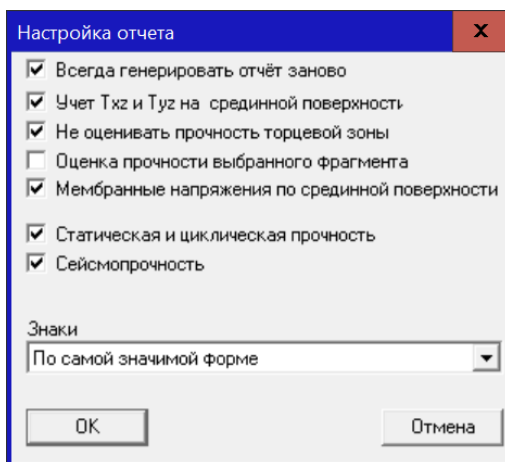 Настройка отчета
Всегда генерировать отчёт заново
Учет Txz и Tyz на срединной поверхности
Не оценивать прочность торцевой зоны
Оценка прочности выбранного фрагмента
Мембранные напряжения по срединной поверхности
Статическая и циклическая прочность
Сейсмопрочность
Знаки
По самой значимой форме
OK Отмена